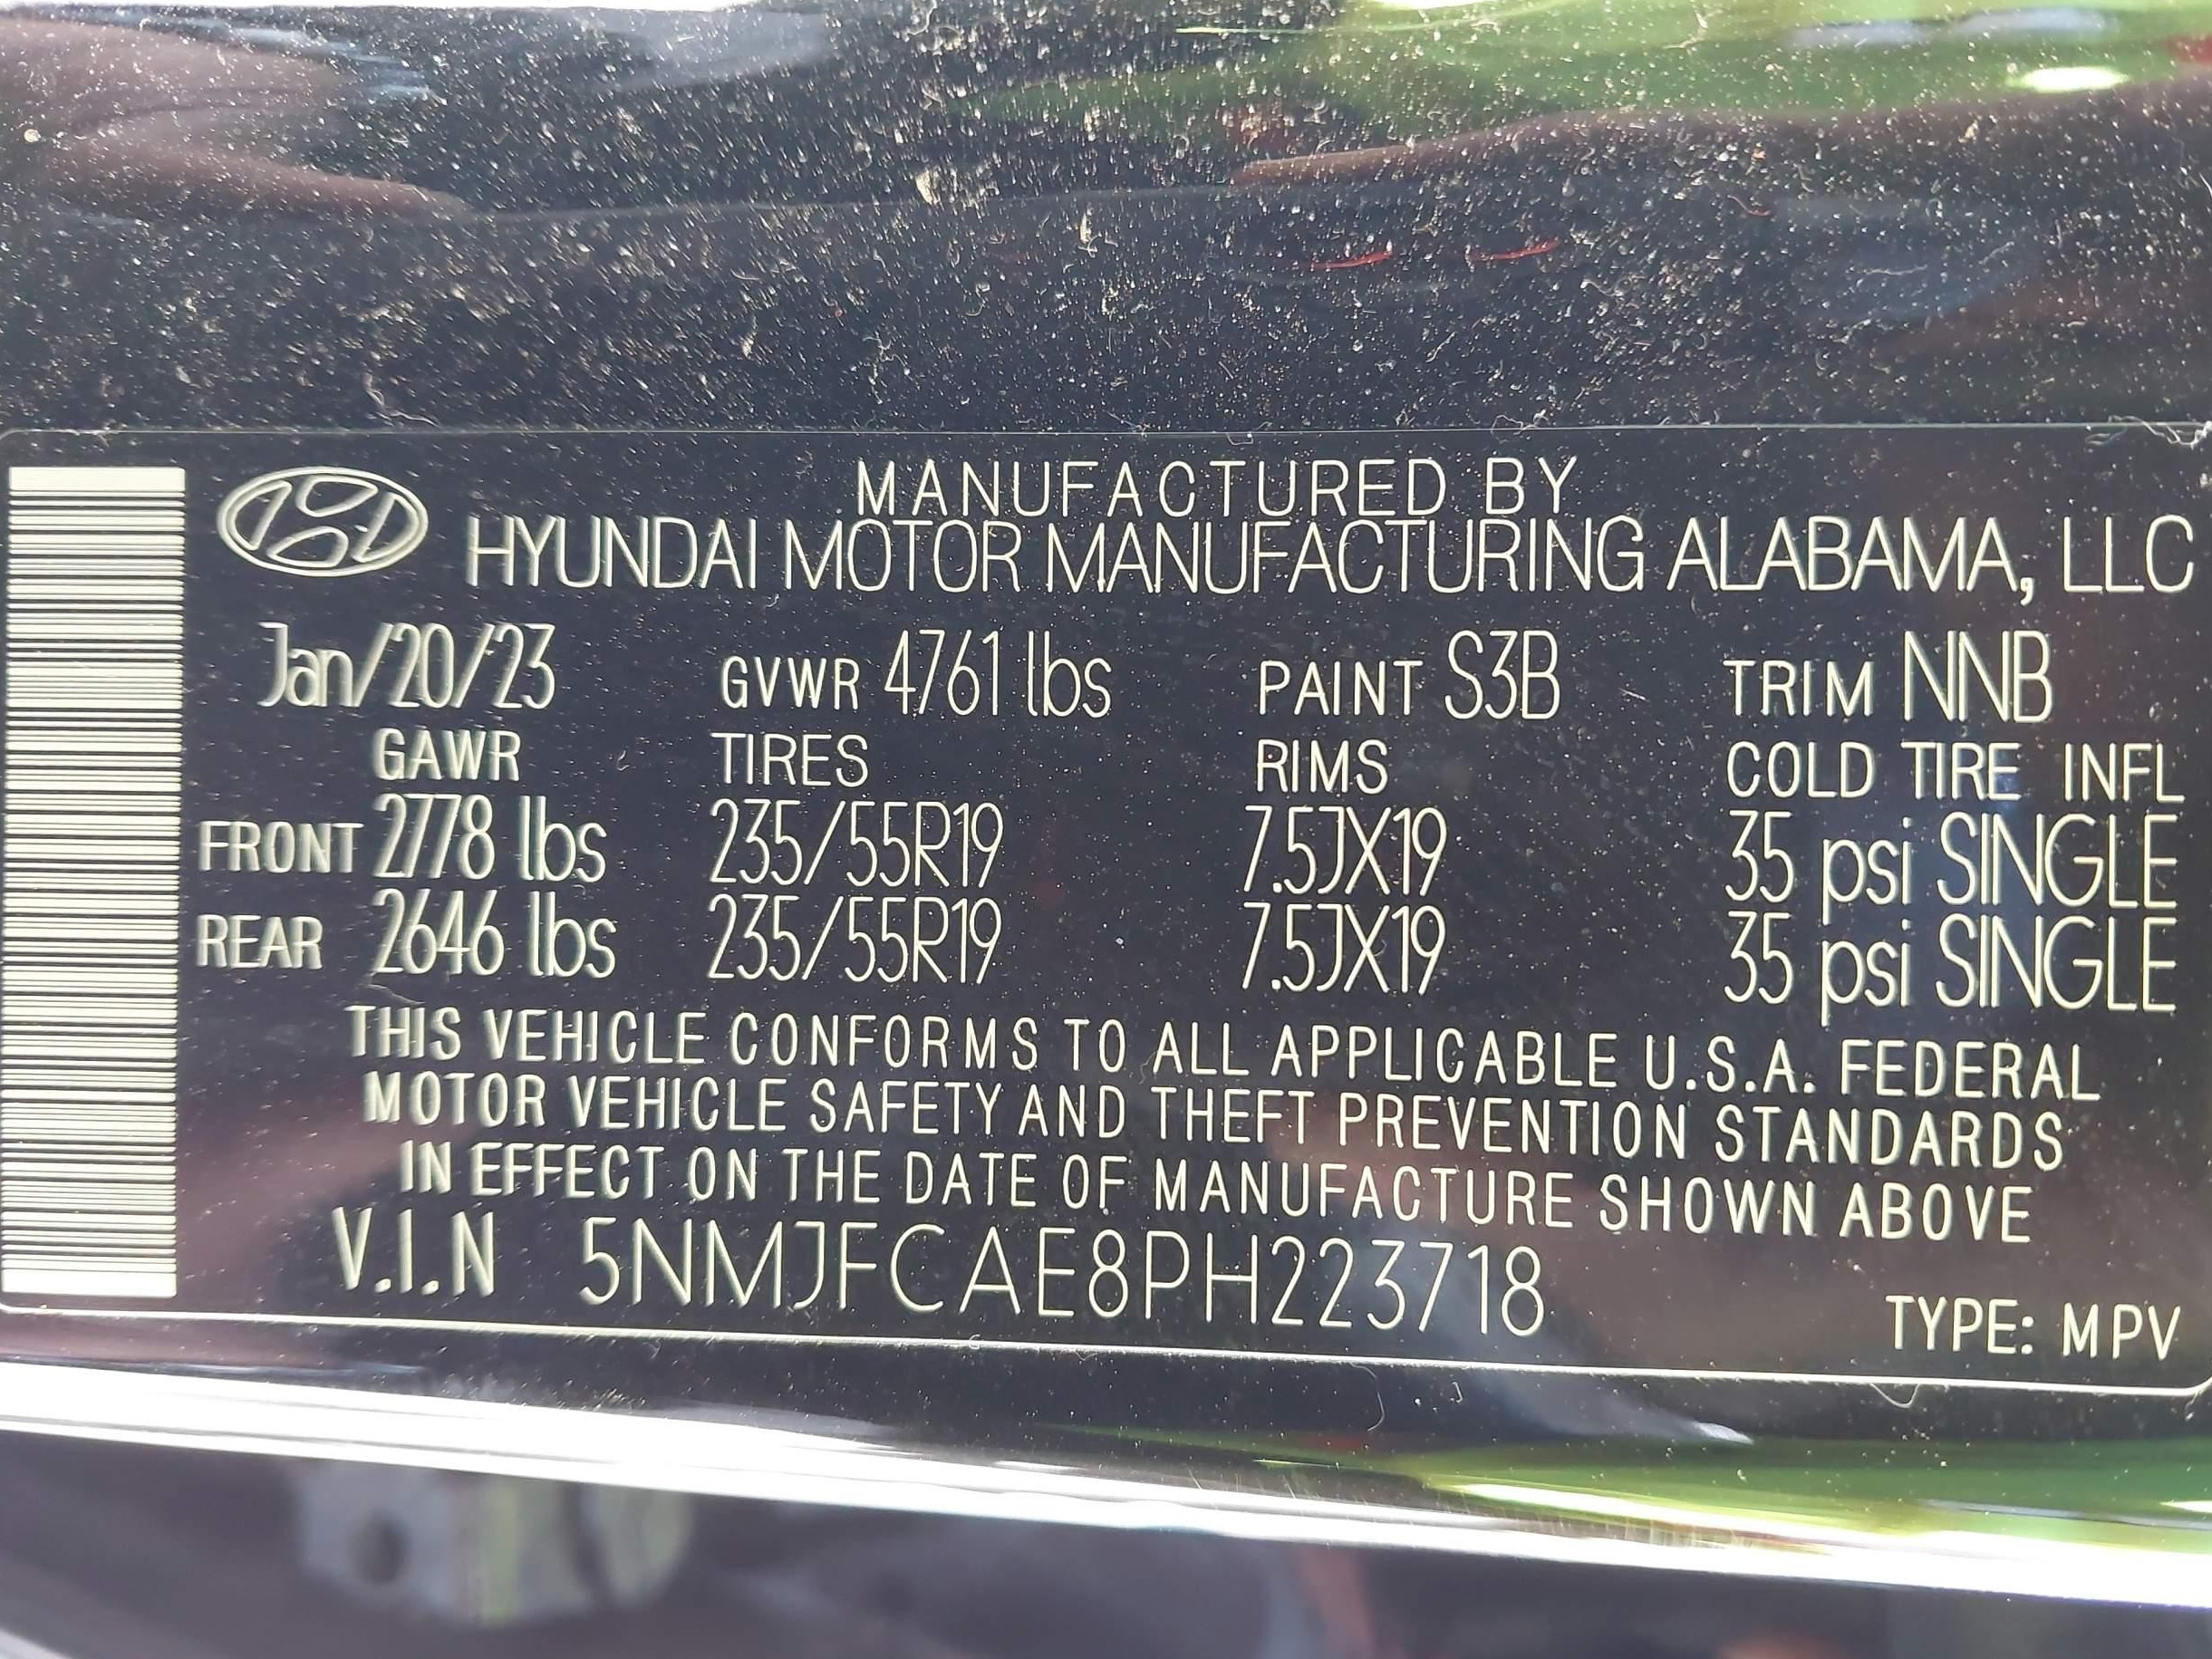 MANUFACTURED BY
HYUNDAI MOTOR MANUFACTURING ALABAMA, LLC
Jan/20/23 GVWR 4761 lbs PAINT S3B TRIM NNB
GAWR TIRES RIMS COLD TIRE INFL
FRONT 2778 lbs 235/55R19 7.5JX19 35 psi SINGLE
REAR 2646 lbs 235/55R19 7.5JX19 35 psi SINGLE
THIS VEHICLE CONFORMS TO ALL APPLICABLE U.S.A. FEDERAL
MOTOR VEHICLE SAFETY AND THEFT PREVENTION STANDARDS
IN EFFECT ON THE DATE OF MANUFACTURE SHOWN ABOVE
V.I.N 5NMJFCAE8PH223718
TYPE: MPV